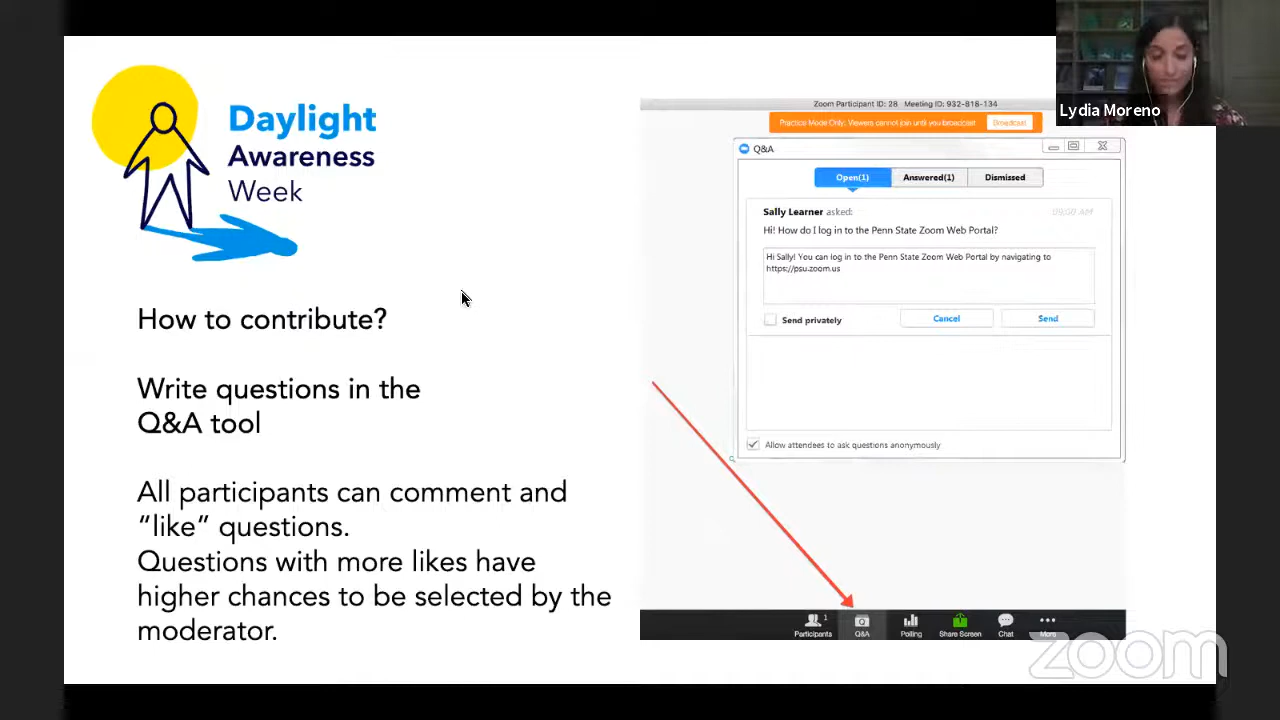 Lydia Moreno
Daylight
Awareness
Week
How to contribute?
Write questions in the
Q&A tool
All participants can comment and
“like” questions.
Questions with more likes have
higher chances to be selected by the
moderator.
Zoom Participant ID: 28 Meeting ID: 932-818-134
Practice Mode Only: Viewers cannot join until you broadcast
Broadcast
Q&A
Open(1) Answered(1) Dismissed
Sally Learner asked: 09:00 AM
Hi! How do I log in to the Penn State Zoom Web Portal?
Hi Sally! You can log in to the Penn State Zoom Web Portal by navigating to
https://psu.zoom.us
Send privately Cancel Send
Allow attendees to ask questions anonymously
1
Participants Q&A Polling Share Screen Chat More
zoom